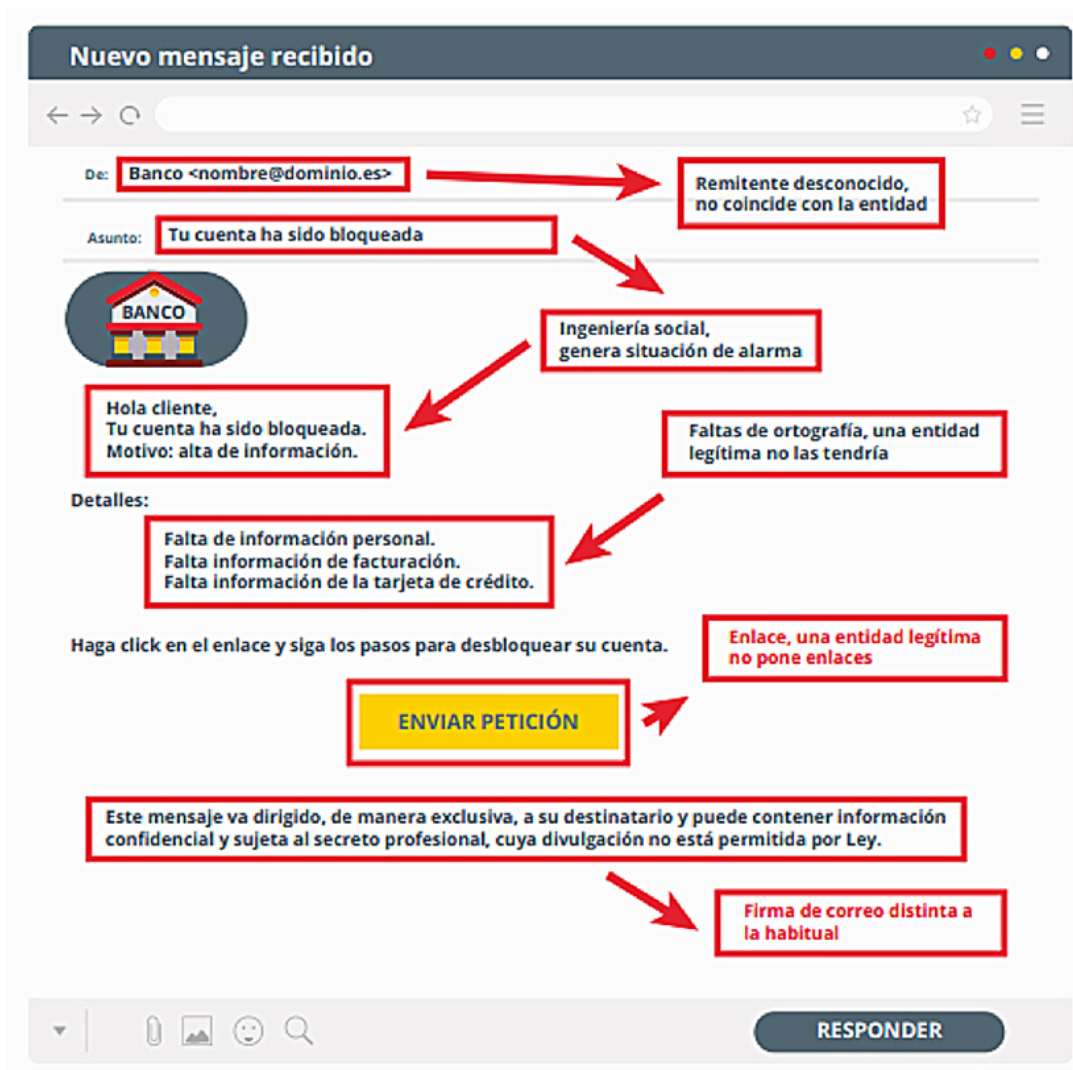 Nuevo mensaje recibido
De: Banco <nombre@dominio.es>
Remitente desconocido,
no coincide con la entidad
Asunto: Tu cuenta ha sido bloqueada
BANCO
Ingeniería social,
genera situación de alarma
Hola cliente,
Tu cuenta ha sido bloqueada.
Motivo: alta de información.
Faltas de ortografía, una entidad
legítima no las tendría
Detalles:
Falta de información personal.
Falta información de facturación.
Falta información de la tarjeta de crédito.
Haga click en el enlace y siga los pasos para desbloquear su cuenta.
Enlace, una entidad legítima
no pone enlaces
ENVIAR PETICIÓN
Este mensaje va dirigido, de manera exclusiva, a su destinatario y puede contener información
confidencial y sujeta al secreto profesional, cuya divulgación no está permitida por Ley.
Firma de correo distinta a
la habitual
RESPONDER